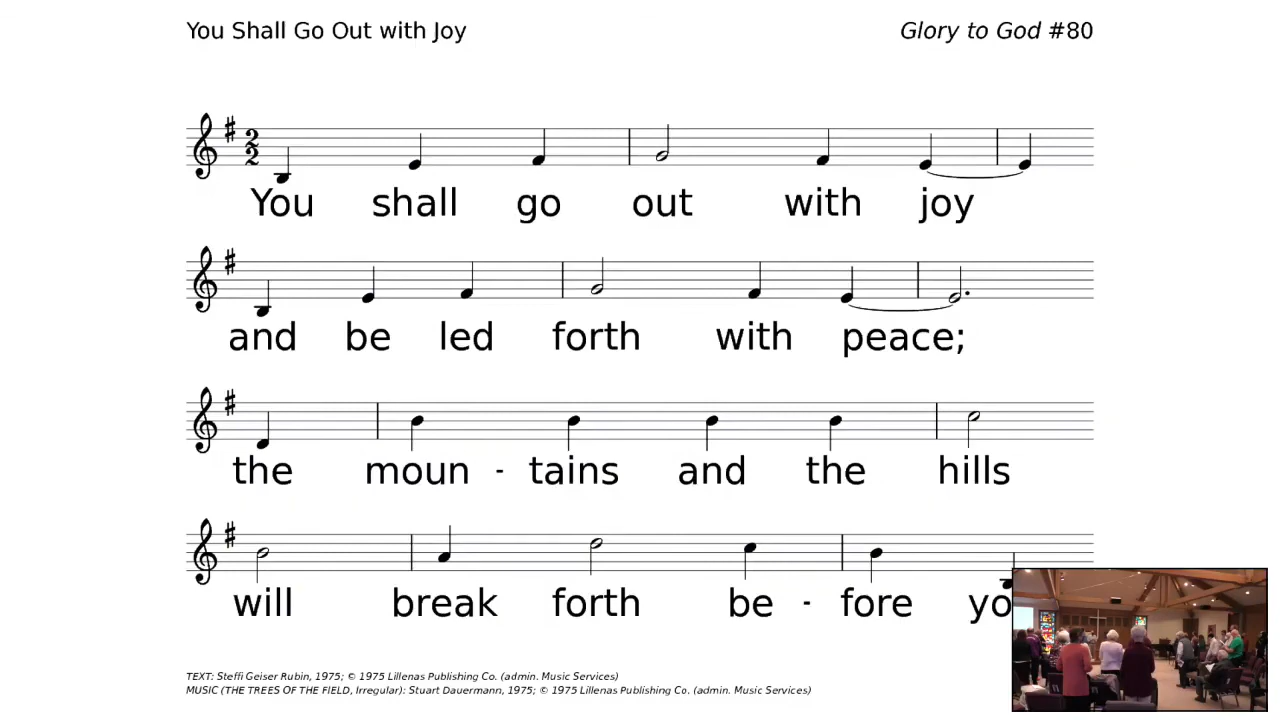 You Shall Go Out with Joy
Glory to God #80
You shall go out with joy
and be led forth with peace;
the moun - tains and the hills
will break forth be - fore yo
TEXT: Steffi Geiser Rubin, 1975; © 1975 Lillenas Publishing Co. (admin. Music Services)
MUSIC (THE TREES OF THE FIELD, Irregular): Stuart Dauermann, 1975; © 1975 Lillenas Publishing Co. (admin. Music Services)